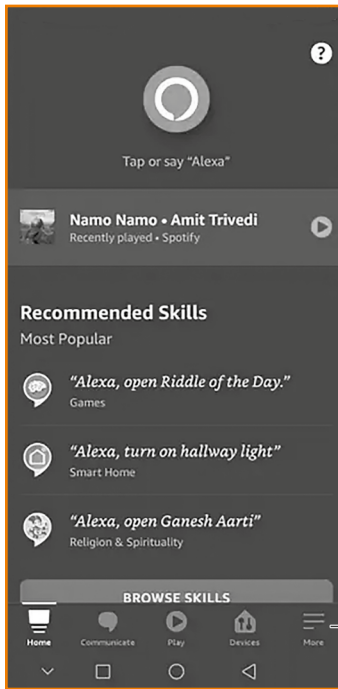 ?
Tap or say “Alexa”
Namo Namo • Amit Trivedi
Recently played • Spotify
Recommended Skills
Most Popular
“Alexa, open Riddle of the Day.”
Games
“Alexa, turn on hallway light”
Smart Home
“Alexa, open Ganesh Aarti”
Religion & Spirituality
BROWSE SKILLS
Home Communicate Play Devices More